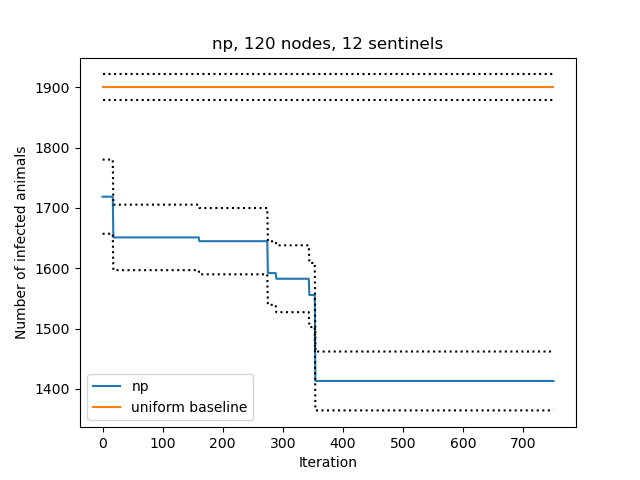 np, 120 nodes, 12 sentinels
Number of infected animals
1900
1800
1700
1600
1500
1400
np
uniform baseline
0 100 200 300 400 500 600 700
Iteration